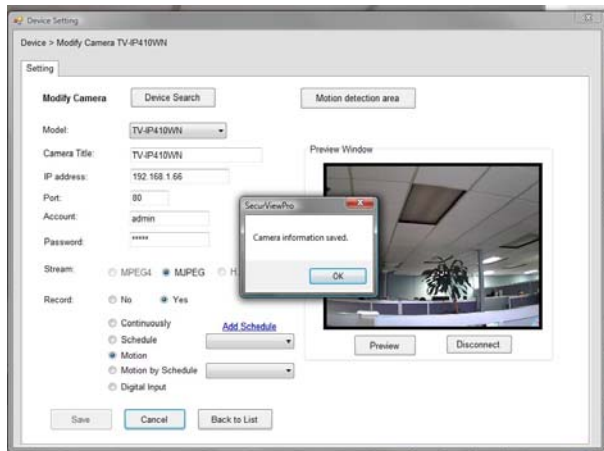 Device Setting
Device > Modify Camera TV-IP410WN
Setting
Modify Camera
Device Search
Motion detection area
Model:
TV-IP410WN
Camera Title:
TV-IP410WN
Preview Window
IP address:
192.168.1.66
Port:
80
Account:
admin
Password:
*****
SecurViewPro
Camera information saved.
OK
Stream:
MPEG4
MJPEG
H.
Record:
No
Yes
Continuously
Add Schedule
Schedule
Motion
Motion by Schedule
Digital Input
Preview
Disconnect
Save
Cancel
Back to List